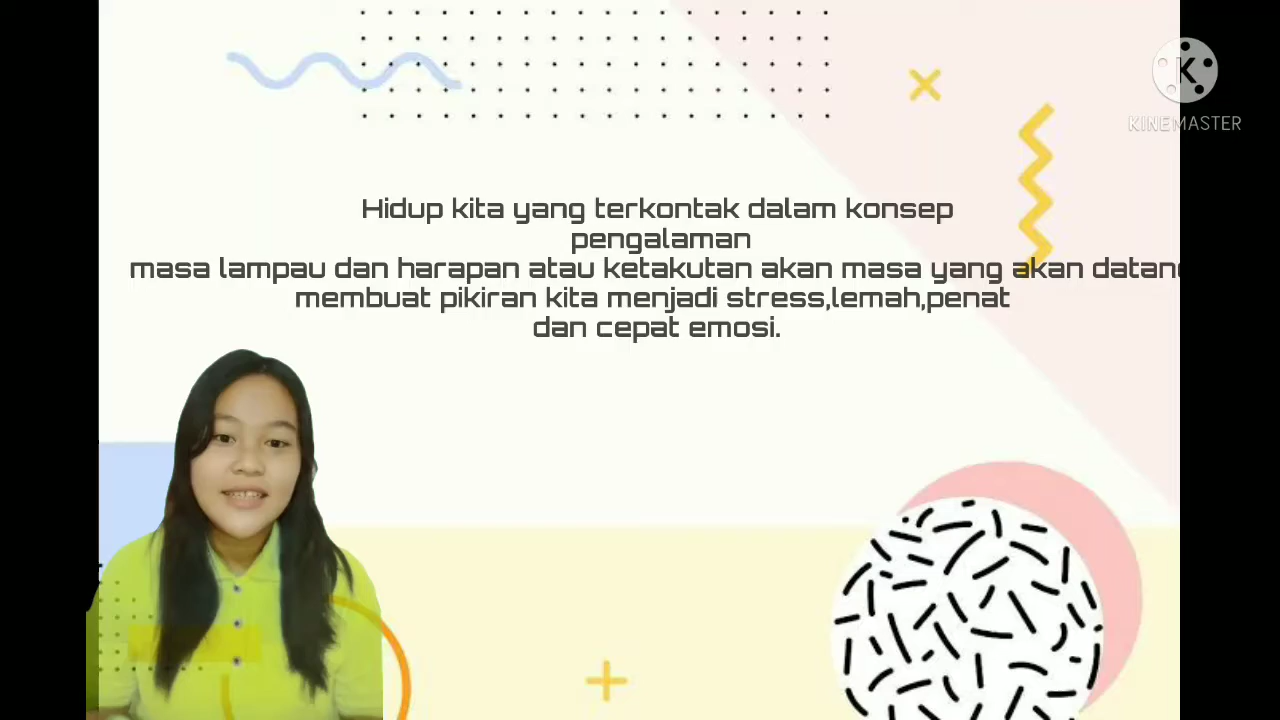 Hidup kita yang terkontak dalam konsep
pengalaman
masa lampau dan harapan atau ketakutan akan masa yang akan datang
membuat pikiran kita menjadi stress,lemah,penat
dan cepat emosi.
K
KINEMASTER